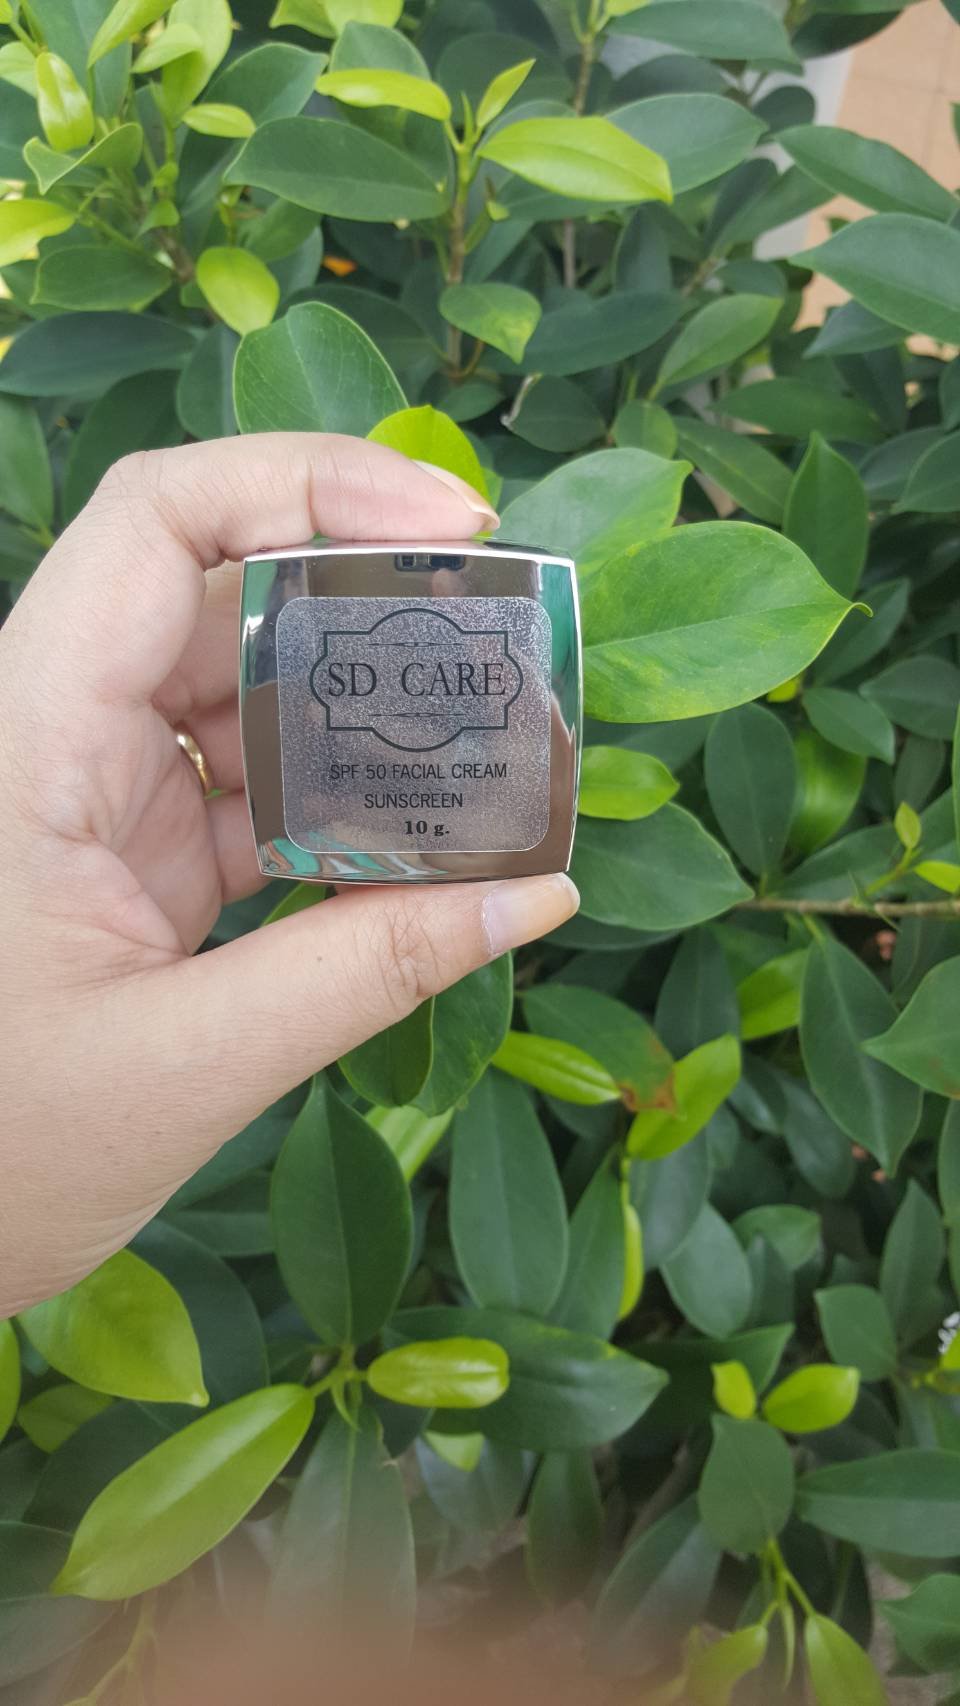 SD CARE
SPF 50 FACIAL CREAM
SUNSCREEN
10 g.